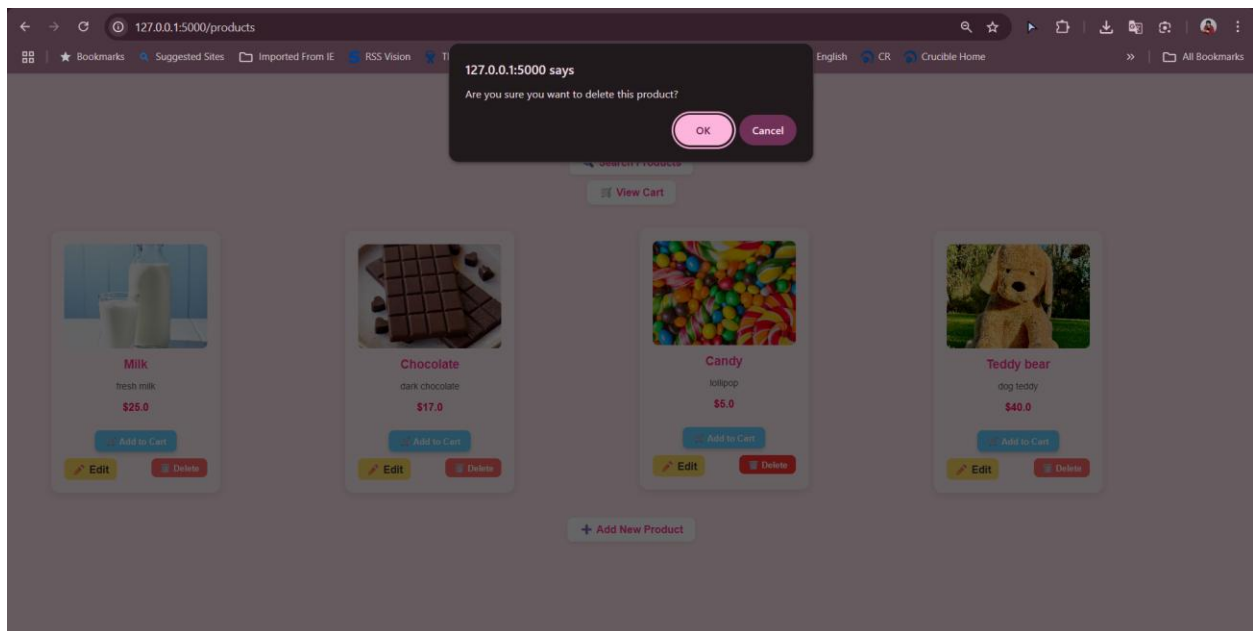 127.0.0.1:5000/products
Bookmarks Suggested Sites Imported From IE RSS Vision English CR Crucible Home » All Bookmarks
127.0.0.1:5000 says
Are you sure you want to delete this product?
OK Cancel
Search Products
View Cart
Milk
fresh milk
$25.0
Add to Cart
Edit Delete
Chocolate
dark chocolate
$17.0
Add to Cart
Edit Delete
Candy
lollipop
$5.0
Add to Cart
Edit Delete
Teddy bear
dog teddy
$40.0
Add to Cart
Edit Delete
+ Add New Product